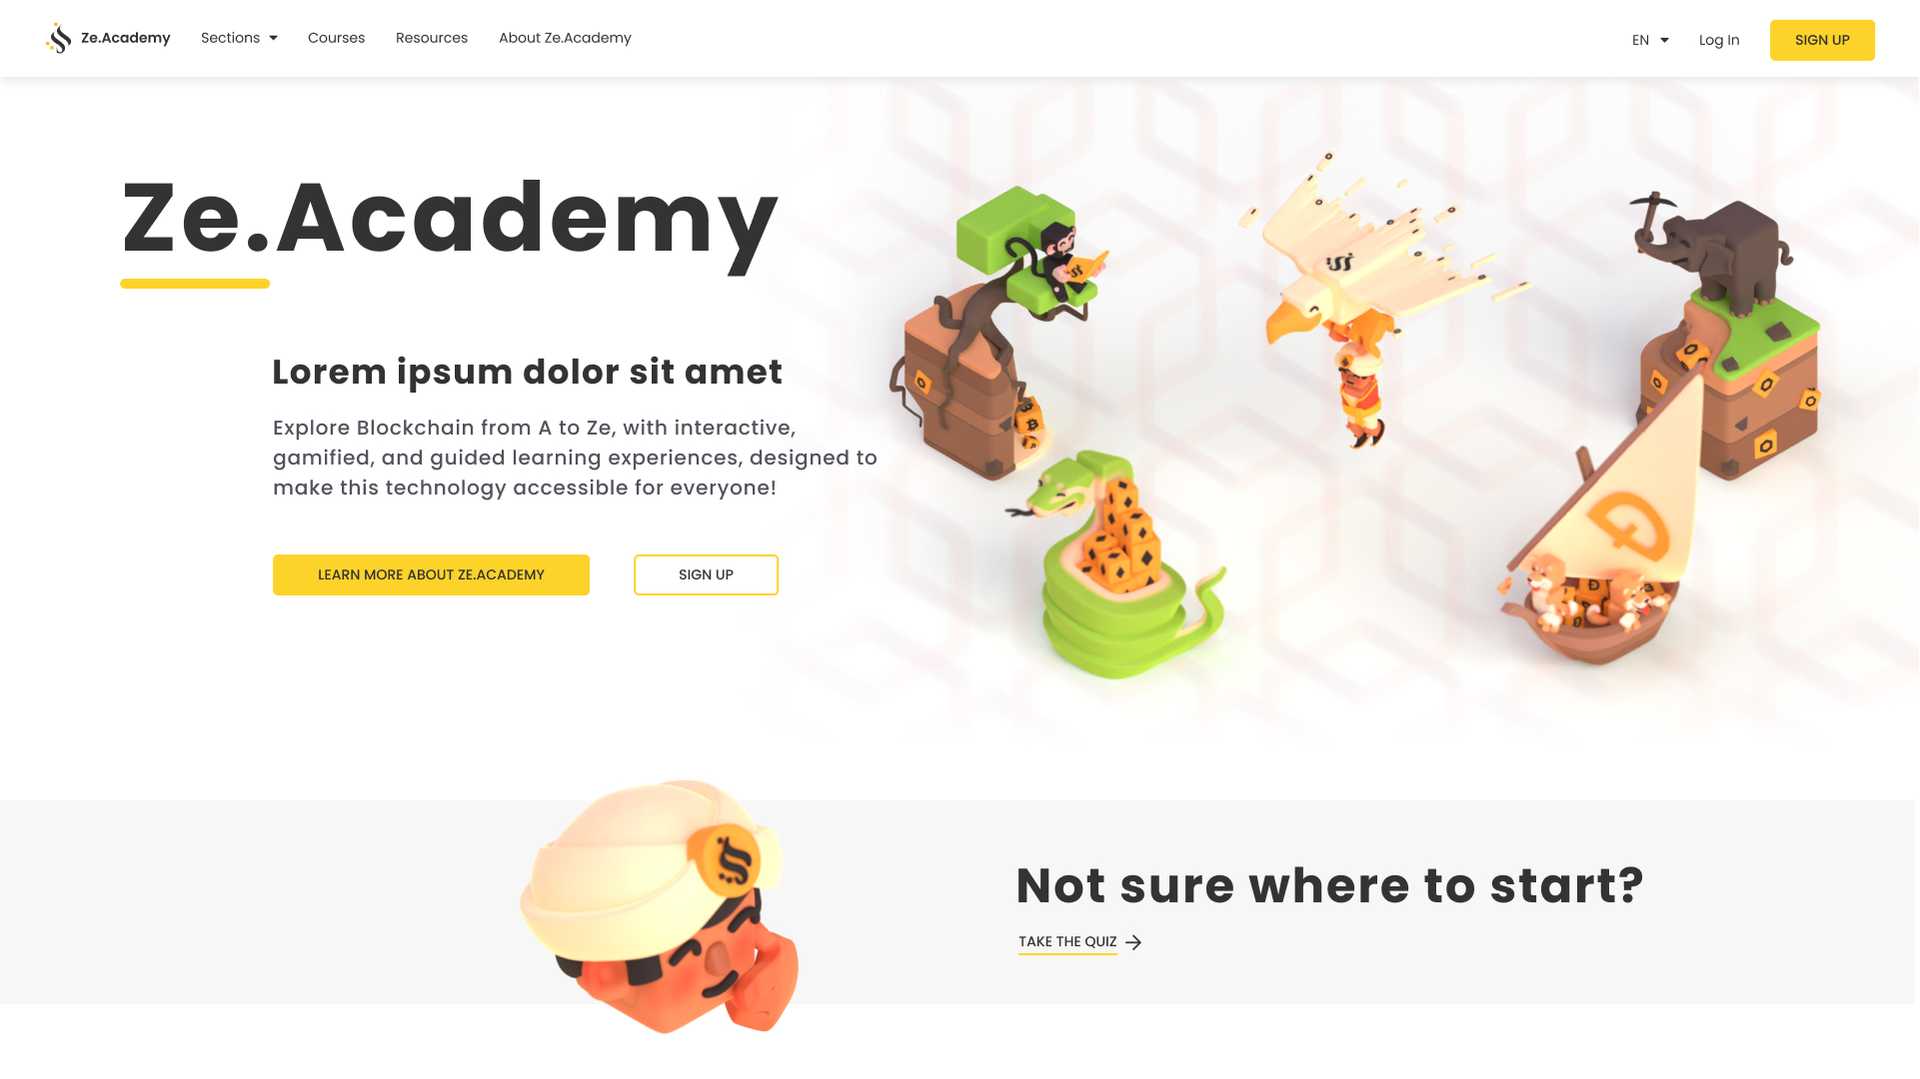 Ze.Academy
Sections
Courses
Resources
About Ze.Academy
EN
Log In
SIGN UP
Ze.Academy
Lorem ipsum dolor sit amet
Explore Blockchain from A to Ze, with interactive,
gamified, and guided learning experiences, designed to
make this technology accessible for everyone!
LEARN MORE ABOUT ZE.ACADEMY
SIGN UP
Not sure where to start?
TAKE THE QUIZ